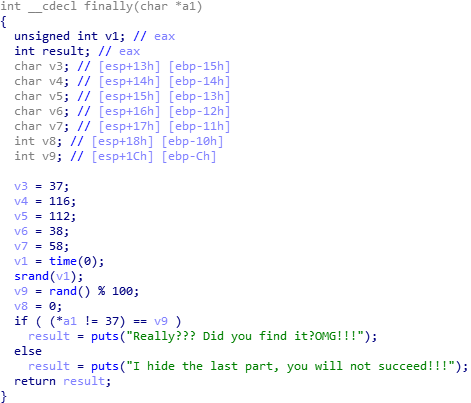 int __cdecl finally(char *a1)
{
  unsigned int v1; // eax
  int result; // eax
  char v3; // [esp+13h] [ebp-15h]
  char v4; // [esp+14h] [ebp-14h]
  char v5; // [esp+15h] [ebp-13h]
  char v6; // [esp+16h] [ebp-12h]
  char v7; // [esp+17h] [ebp-11h]
  int v8; // [esp+18h] [ebp-10h]
  int v9; // [esp+1Ch] [ebp-Ch]

  v3 = 37;
  v4 = 116;
  v5 = 112;
  v6 = 38;
  v7 = 58;
  v1 = time(0);
  srand(v1);
  v9 = rand() % 100;
  v8 = 0;
  if ( (*a1 != 37) == v9 )
    result = puts("Really??? Did you find it?OMG!!!");
  else
    result = puts("I hide the last part, you will not succeed!!!");
  return result;
}